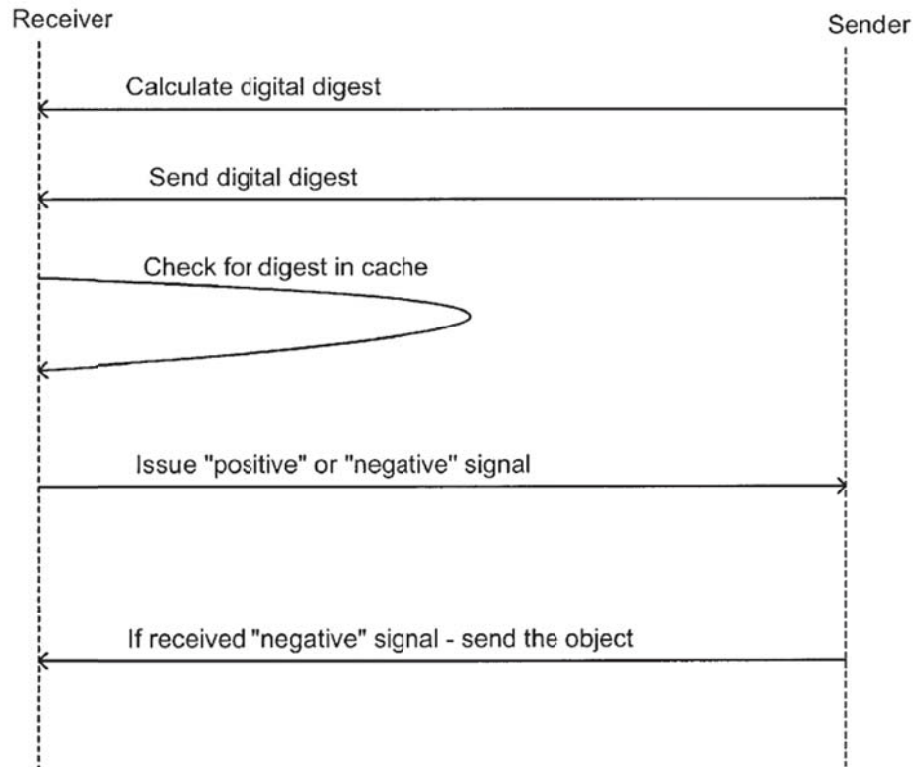 Receiver
Sender
Calculate digital digest
Send digital digest
Check for digest in cache
Issue "positive" or "negative" signal
If received "negative" signal - send the object